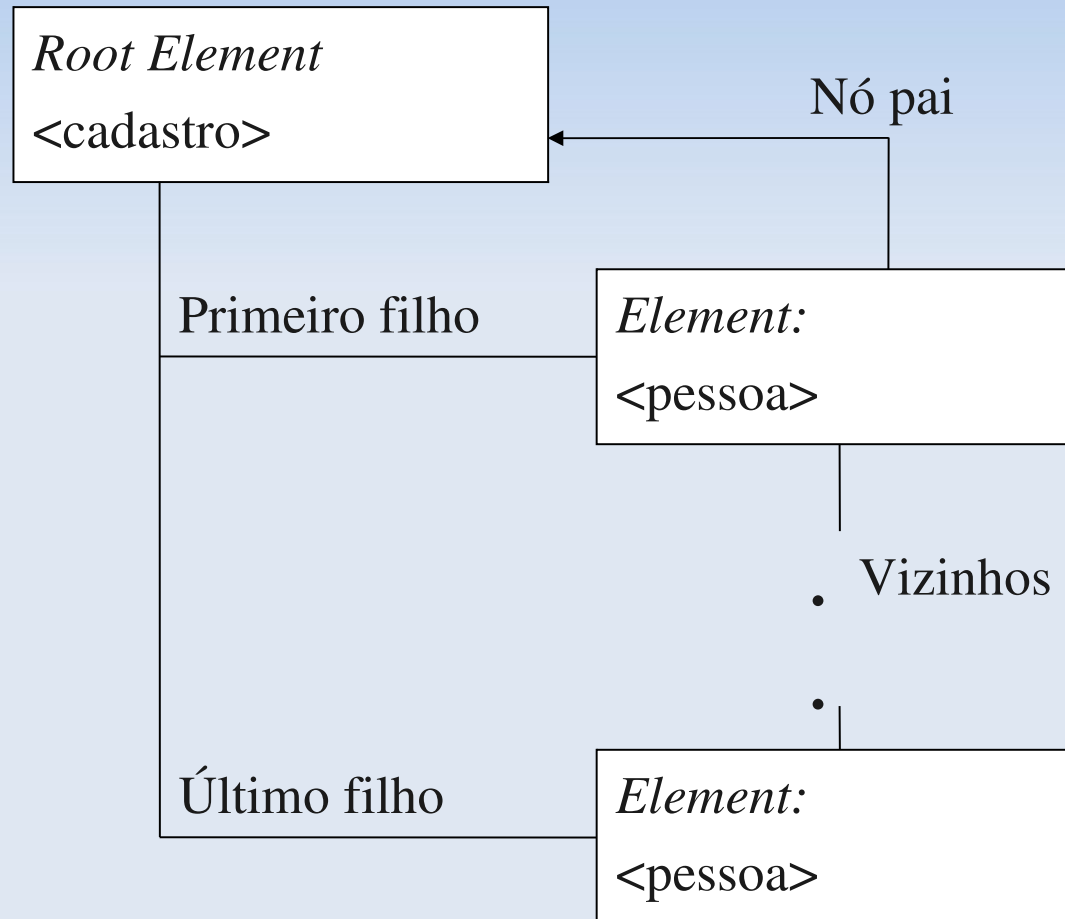 Root Element
<cadastro>
Nó pai
Primeiro filho
Element:
<pessoa>
Vizinhos
.
.
Último filho
Element:
<pessoa>